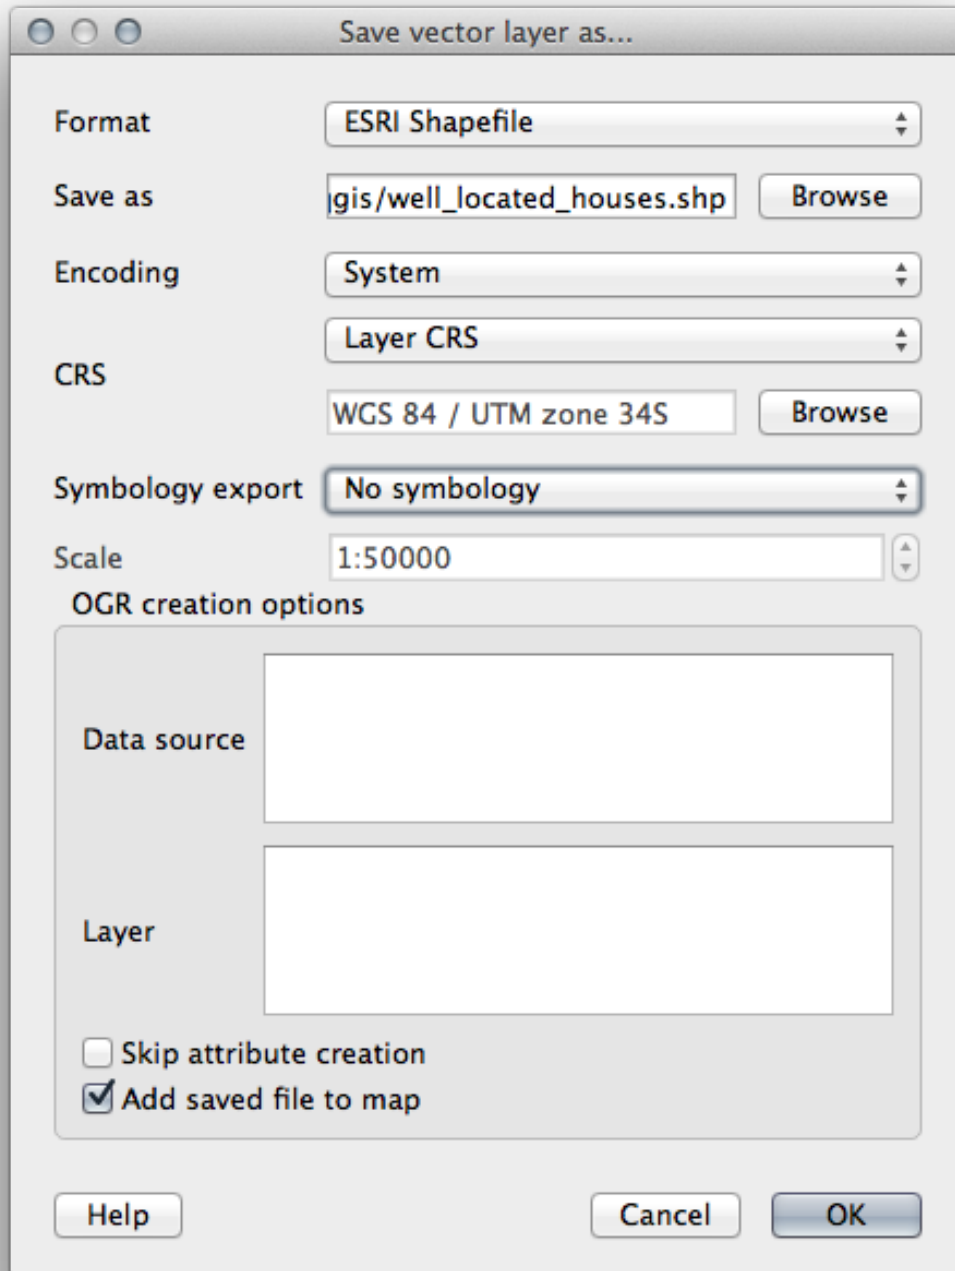 Save vector layer as...
Format ESRI Shapefile
Save as gis/well_located_houses.shp Browse
Encoding System
Layer CRS
CRS
WGS 84 / UTM zone 34S Browse
Symbology export No symbology
Scale 1:50000
OGR creation options
Data source
Layer
Skip attribute creation
Add saved file to map
Help Cancel OK